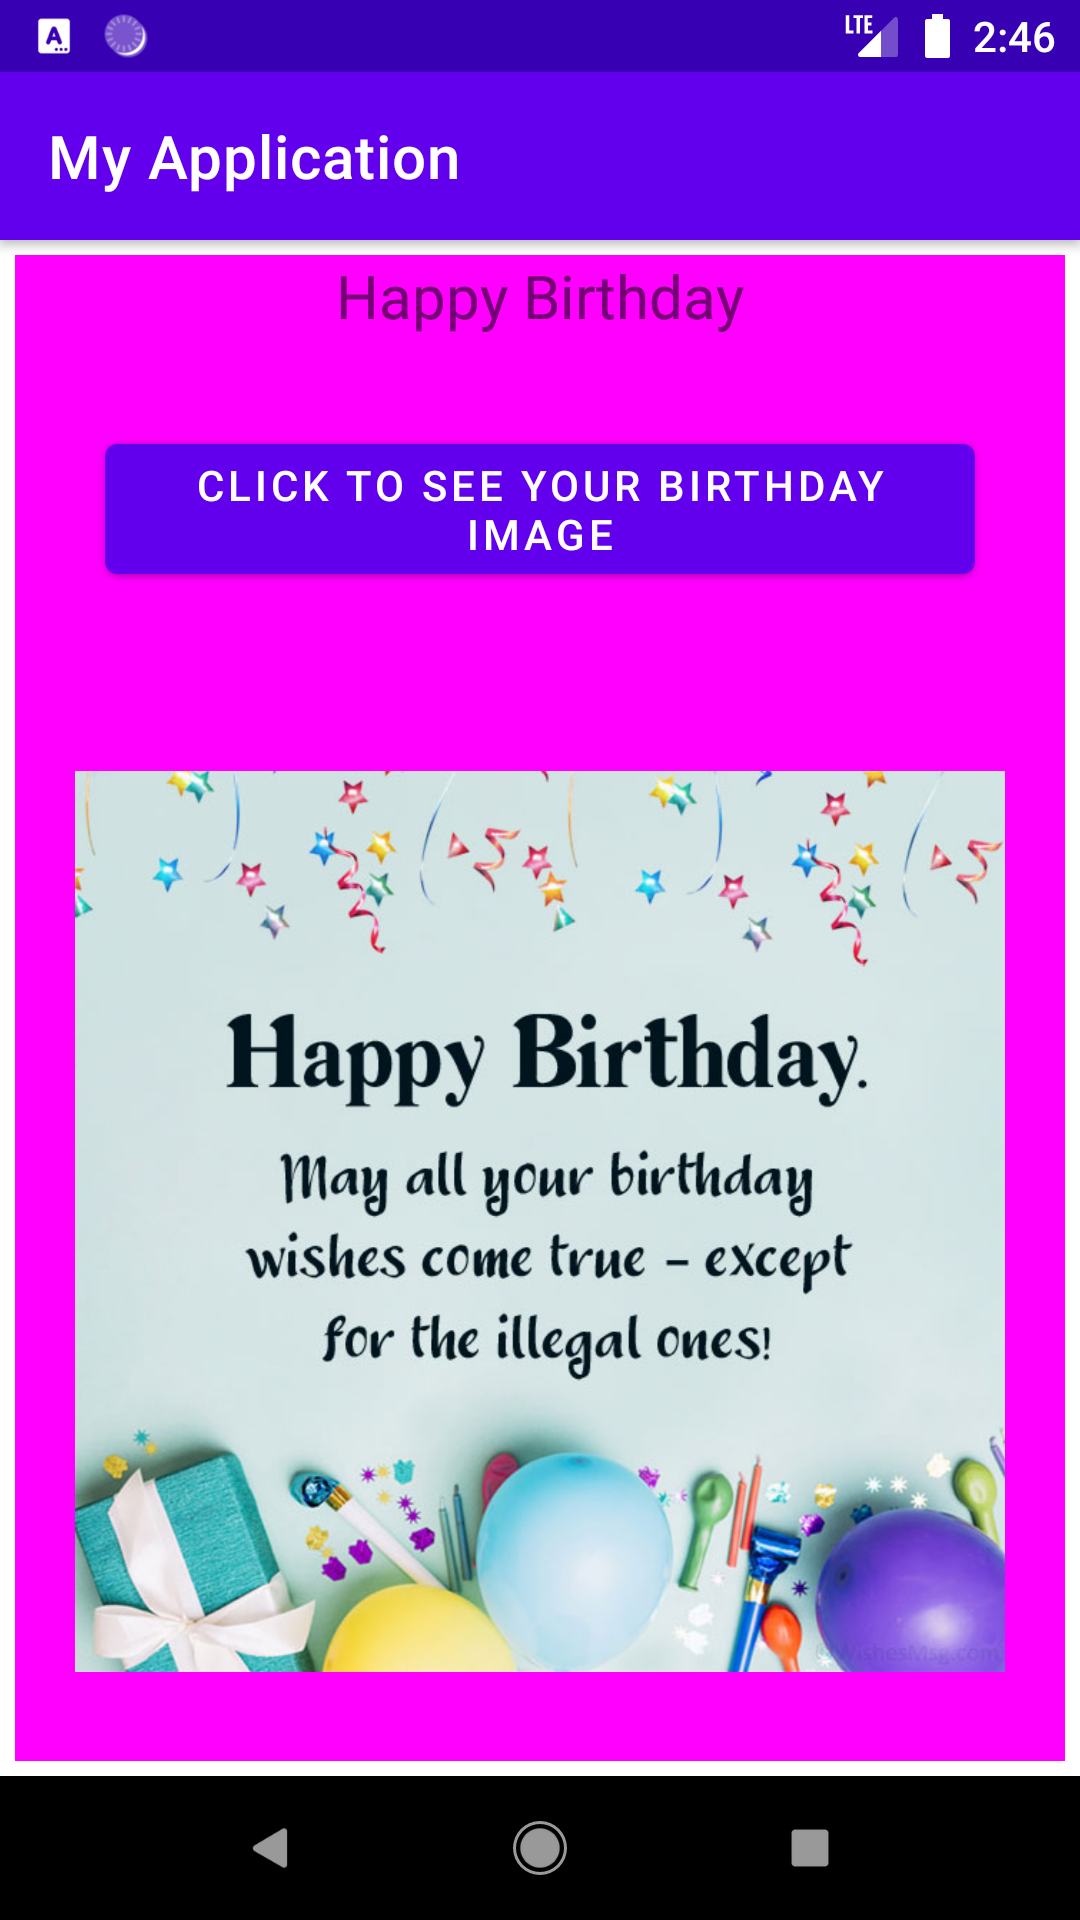 A
LTE
2:46
My Application
Happy Birthday
CLICK TO SEE YOUR BIRTHDAY
IMAGE
Happy Birthday.
May all your birthday
wishes come true – except
for the illegal ones!
WishesMsg.com